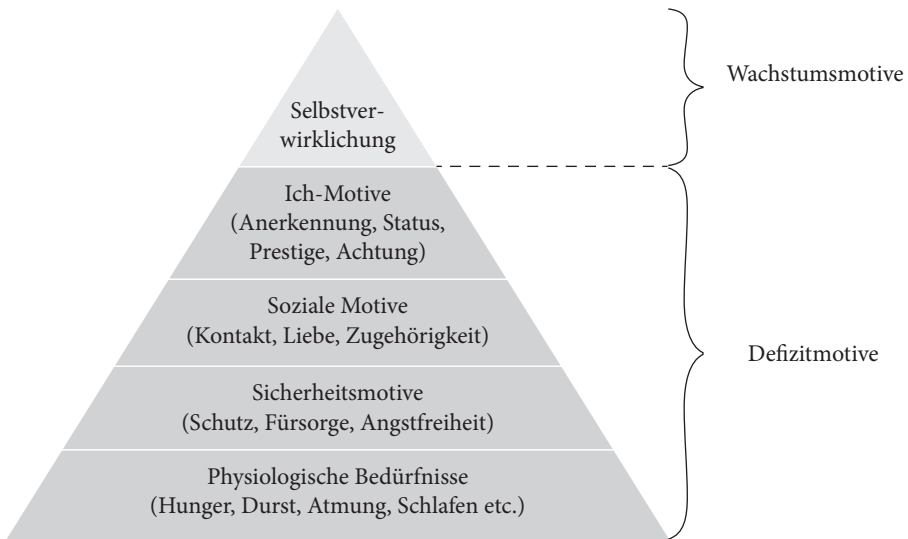 Wachstumsmotive
Selbstver-
wirklichung
Ich-Motive
(Anerkennung, Status,
Prestige, Achtung)
Soziale Motive
(Kontakt, Liebe, Zugehörigkeit)
Defizitmotive
Sicherheitsmotive
(Schutz, Fürsorge, Angstfreiheit)
Physiologische Bedürfnisse
(Hunger, Durst, Atmung, Schlafen etc.)